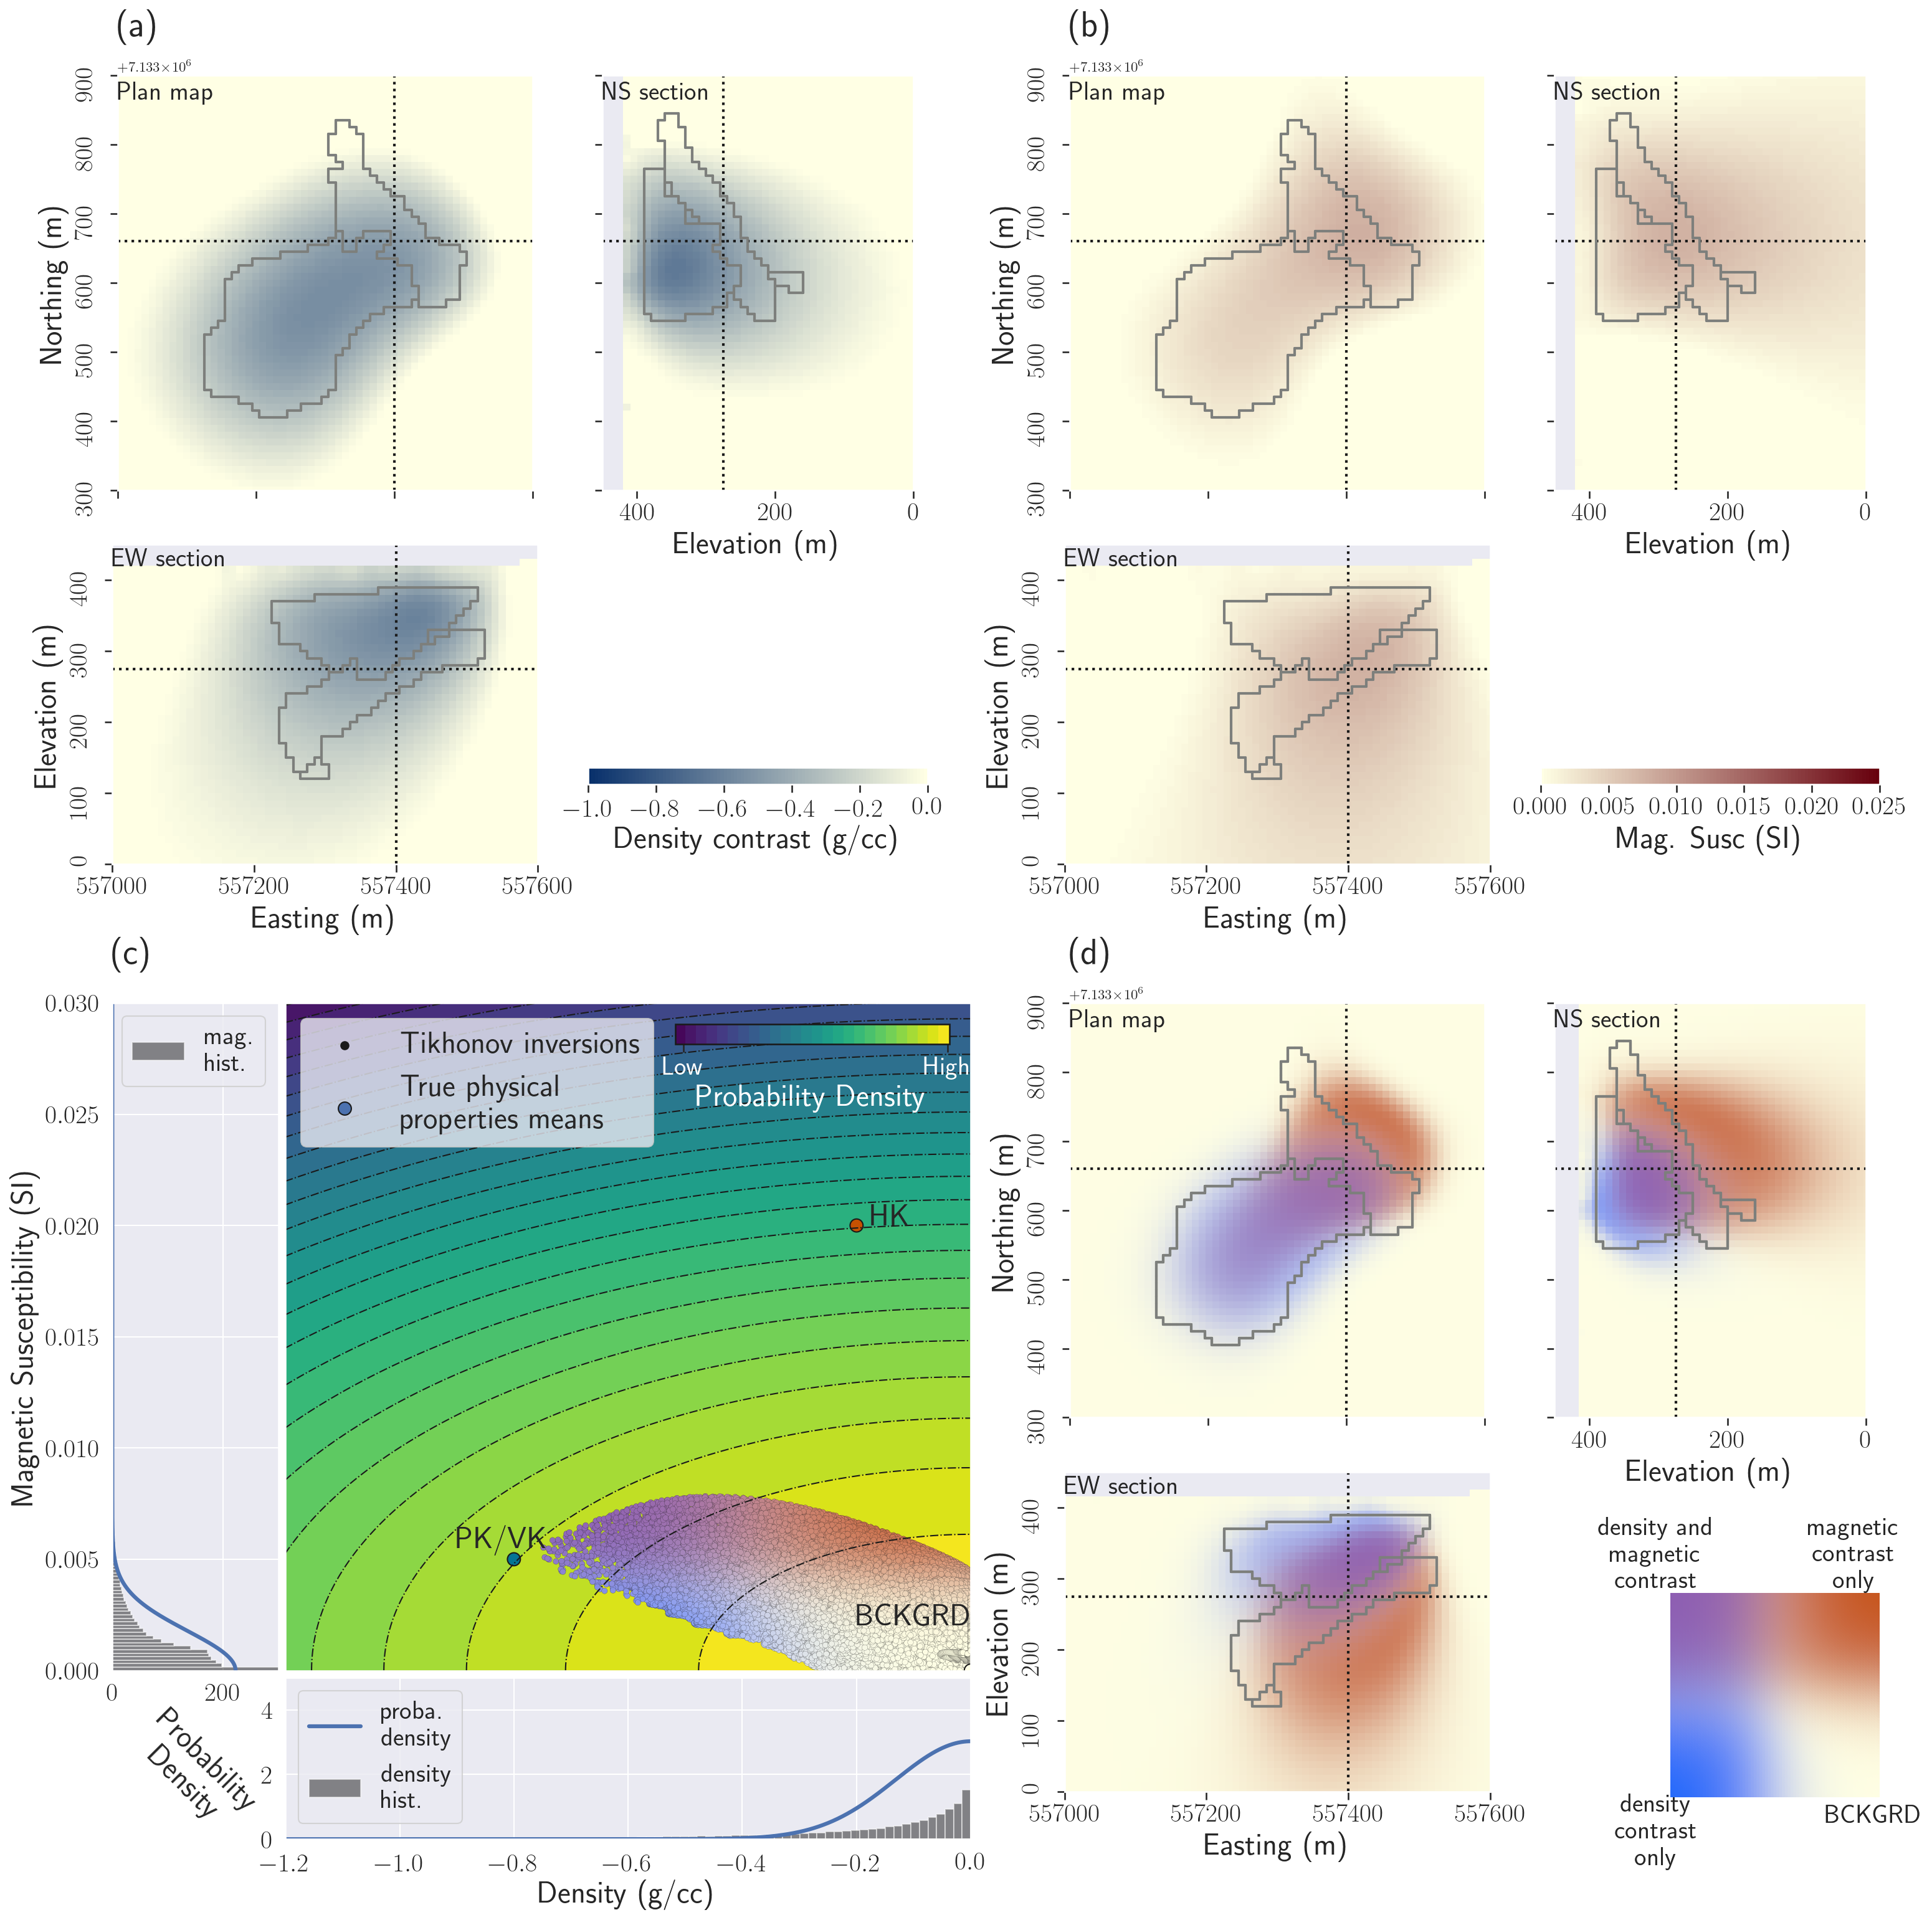 (a)
+7.133×10⁶
Plan map
NS section
900
800
700
600
500
400
300
Northing (m)
400
200
0
Elevation (m)
EW section
400
300
200
100
0
Elevation (m)
557000
557200
557400
557600
Easting (m)
−1.0
−0.8
−0.6
−0.4
−0.2
0.0
Density contrast (g/cc)
(b)
+7.133×10⁶
Plan map
NS section
900
800
700
600
500
400
300
Northing (m)
400
200
0
Elevation (m)
EW section
400
300
200
100
0
Elevation (m)
557000
557200
557400
557600
Easting (m)
0.000
0.005
0.010
0.015
0.020
0.025
Mag. Susc (SI)
(c)
0.030
0.025
0.020
0.015
0.010
0.005
0.000
Magnetic Susceptibility (SI)
mag.
hist.
0
200
Probability
Density
Tikhonov inversions
True physical
properties means
Low
High
Probability Density
HK
PK/VK
BCKGRD
proba.
density
density
hist.
4
2
0
−1.2
−1.0
−0.8
−0.6
−0.4
−0.2
0.0
Density (g/cc)
(d)
+7.133×10⁶
Plan map
NS section
900
800
700
600
500
400
300
Northing (m)
400
200
0
Elevation (m)
EW section
400
300
200
100
0
Elevation (m)
557000
557200
557400
557600
Easting (m)
density and
magnetic
contrast
magnetic
contrast
only
density
contrast
only
BCKGRD